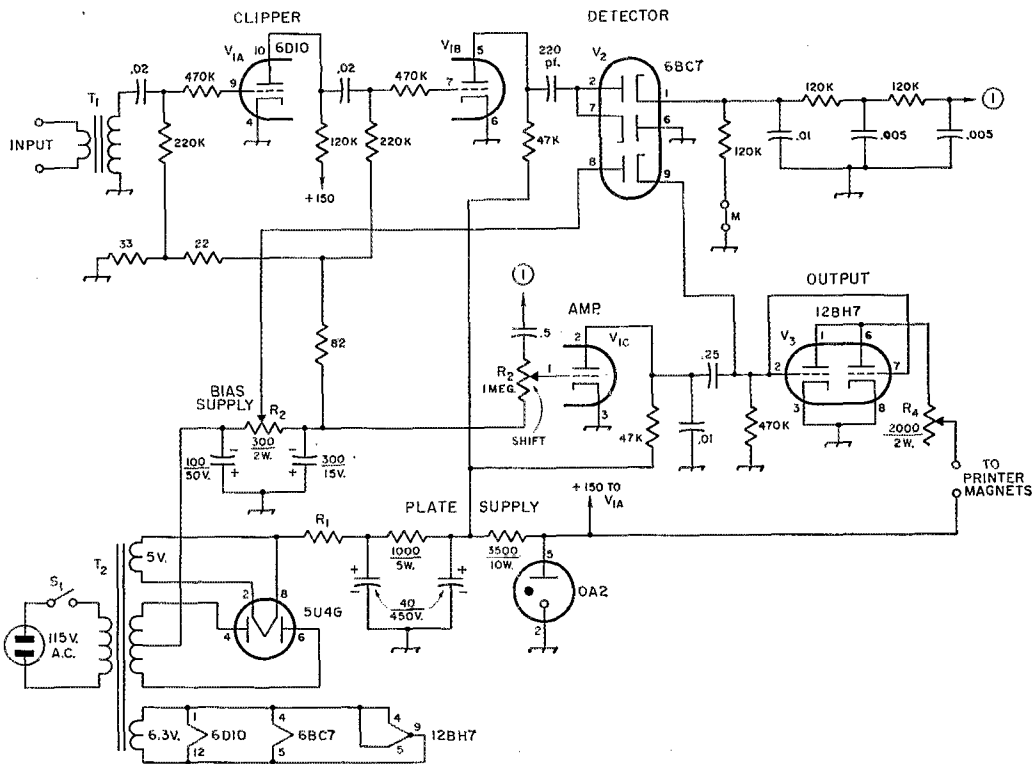 CLIPPER
DETECTOR
V1A
10
6D10
.02
470K
9
4
T1
INPUT
220K
120K
+150
.02
470K
220K
V1B
5
7
6
47K
220
pf.
V2
6BC7
2
7
8
1
6
9
120K
M
120K
120K
.01
.005
.005
1
33
22
82
1
AMP.
.5
R2
1 MEG.
SHIFT
1
2
V1C
3
47K
.01
.25
470K
OUTPUT
12BH7
V3
1
6
2
7
3
8
R4
2000
2W.
TO
PRINTER
MAGNETS
BIAS
SUPPLY
R2
300
2W.
100
50V.
300
15V.
- +
- +
PLATE SUPPLY
+150 TO
V1A
R1
1000
5W.
3500
10W.
+
-
40
450V.
+
-
5
OA2
2
T2
5V.
S1
115V.
A.C.
2
8
5U4G
4
6
6.3V.
1
6D10
12
4
6BC7
5
4
9
5
12BH7